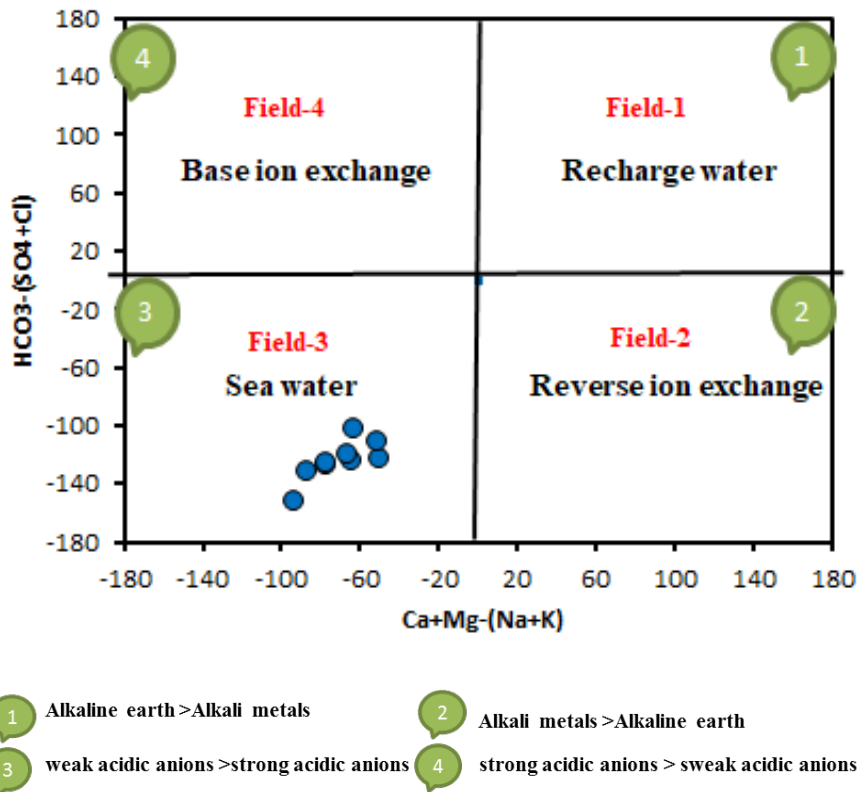 180
140
100
60
20
-20
-60
-100
-140
-180
HCO3-(SO4+Cl)
4
1
Field-4
Field-1
Base ion exchange
Recharge water
3
2
Field-3
Field-2
Sea water
Reverse ion exchange
-180 -140 -100 -60 -20 20 60 100 140 180
Ca+Mg-(Na+K)
1 Alkaline earth >Alkali metals
2 Alkali metals >Alkaline earth
3 weak acidic anions >strong acidic anions
4 strong acidic anions > sweak acidic anions